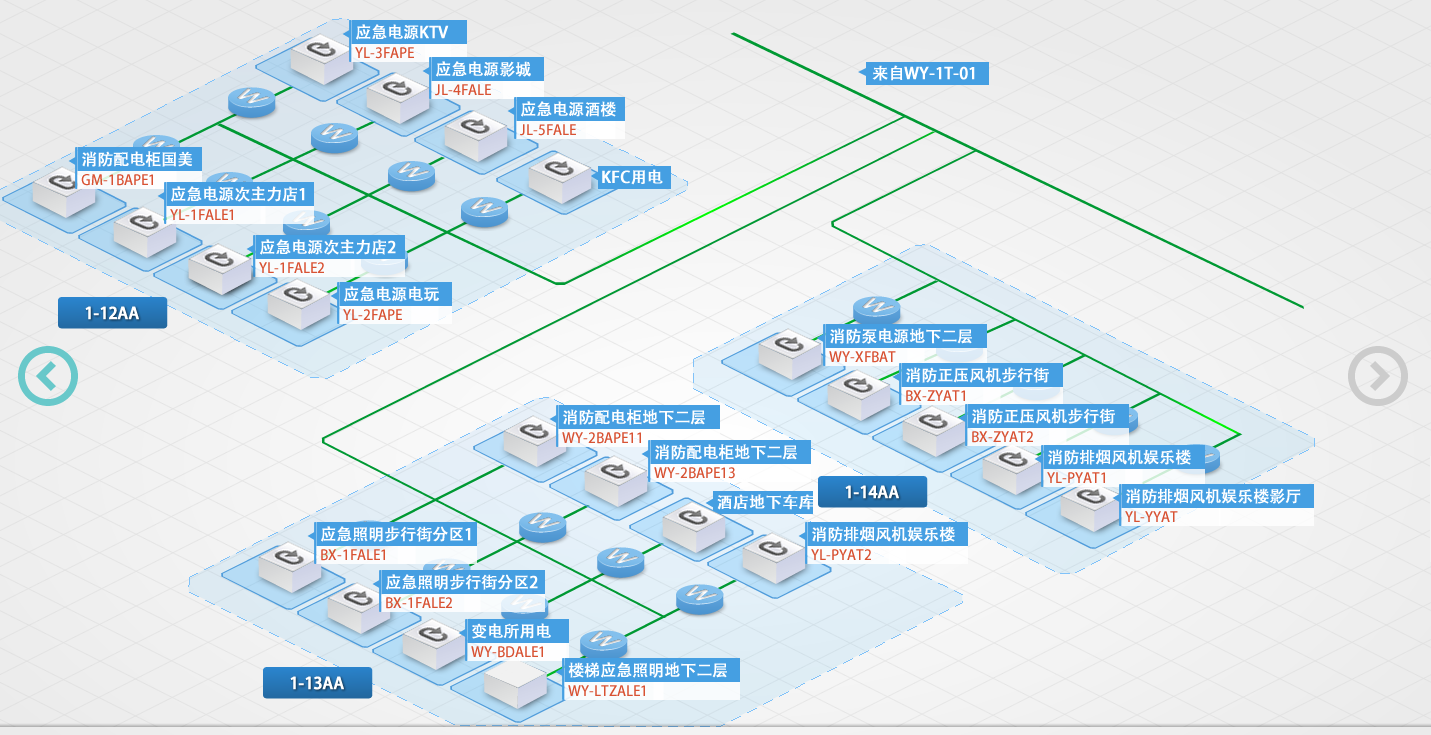 应急电源KTV
YL-3FAPE
应急电源影城
JL-4FALE
应急电源酒楼
JL-5FALE
KFC用电
来自WY-1T-01
消防配电柜国美
GM-1BAPE1
应急电源次主力店1
YL-1FALE1
应急电源次主力店2
YL-1FALE2
应急电源电玩
YL-2FAPE
1-12AA
消防泵电源地下二层
WY-XFBAT
消防正压风机步行街
BX-ZYAT1
消防正压风机步行街
BX-ZYAT2
消防排烟风机娱乐楼
YL-PYAT1
消防排烟风机娱乐楼影厅
YL-YYAT
1-14AA
消防配电柜地下二层
WY-2BAPE11
消防配电柜地下二层
WY-2BAPE13
酒店地下车库
消防排烟风机娱乐楼
YL-PYAT2
应急照明步行街分区1
BX-1FALE1
应急照明步行街分区2
BX-1FALE2
变电所用电
WY-BDALE1
楼梯应急照明地下二层
WY-LTZALE1
1-13AA